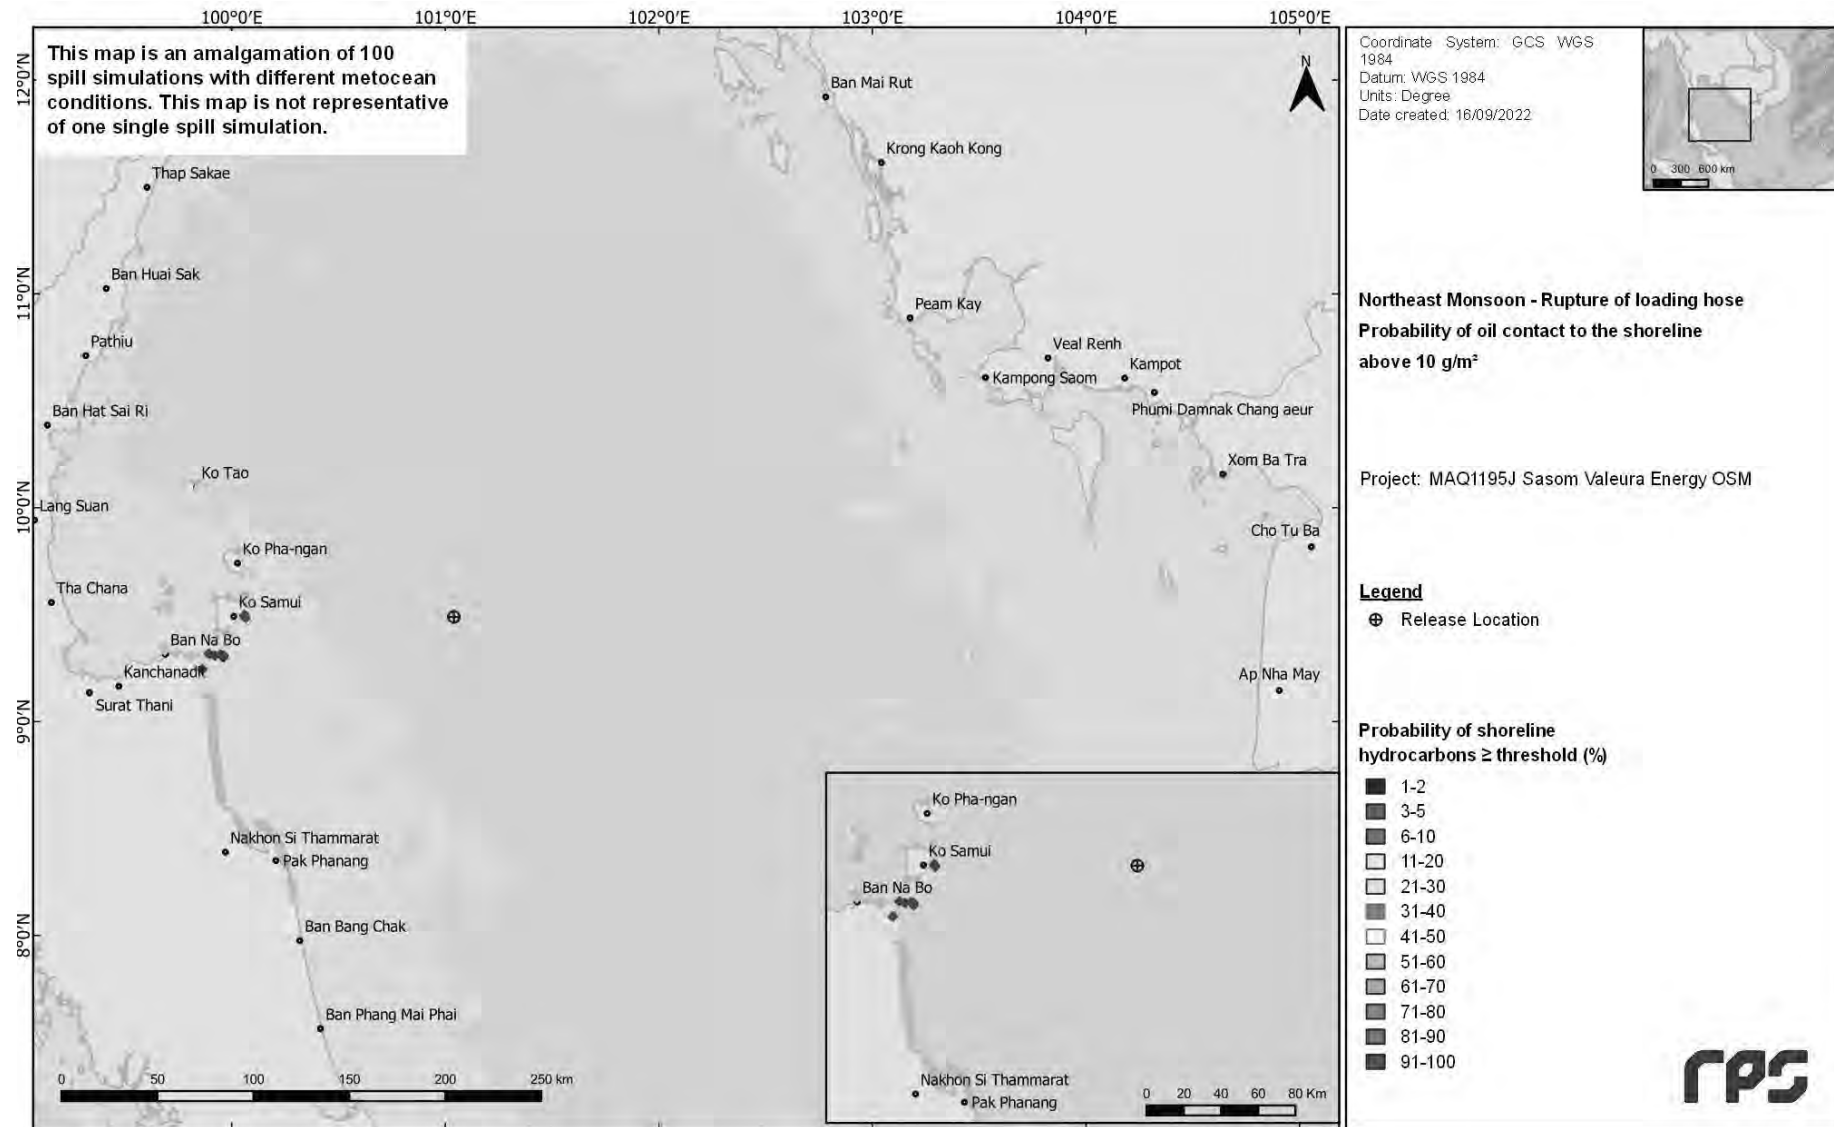 100°0'E
101°0'E
102°0'E
103°0'E
104°0'E
105°0'E
12°0'N
11°0'N
10°0'N
9°0'N
8°0'N
This map is an amalgamation of 100
spill simulations with different metocean
conditions. This map is not representative
of one single spill simulation.
N
Ban Mai Rut
Krong Kaoh Kong
Thap Sakae
Ban Huai Sak
Peam Kay
Pathiu
Veal Renh
Kampot
Kampong Saom
Ban Hat Sai Ri
Phumi Damnak Chang aeur
Xom Ba Tra
Ko Tao
Lang Suan
Cho Tu Ba
Ko Pha-ngan
Tha Chana
Ko Samui
Ban Na Bo
Kanchanadit
Surat Thani
Ap Nha May
Nakhon Si Thammarat
Pak Phanang
Ban Bang Chak
Ban Phang Mai Phai
0 50 100 150 200 250 km
Ko Pha-ngan
Ko Samui
Ban Na Bo
Nakhon Si Thammarat
Pak Phanang
0 20 40 60 80 Km
Coordinate System: GCS WGS
1984
Datum: WGS 1984
Units: Degree
Date created: 16/09/2022
0 300 600 km
Northeast Monsoon - Rupture of loading hose
Probability of oil contact to the shoreline
above 10 g/m²
Project: MAQ1195J Sasom Valeura Energy OSM
Legend
Release Location
Probability of shoreline
hydrocarbons ≥ threshold (%)
1-2
3-5
6-10
11-20
21-30
31-40
41-50
51-60
61-70
71-80
81-90
91-100
rps